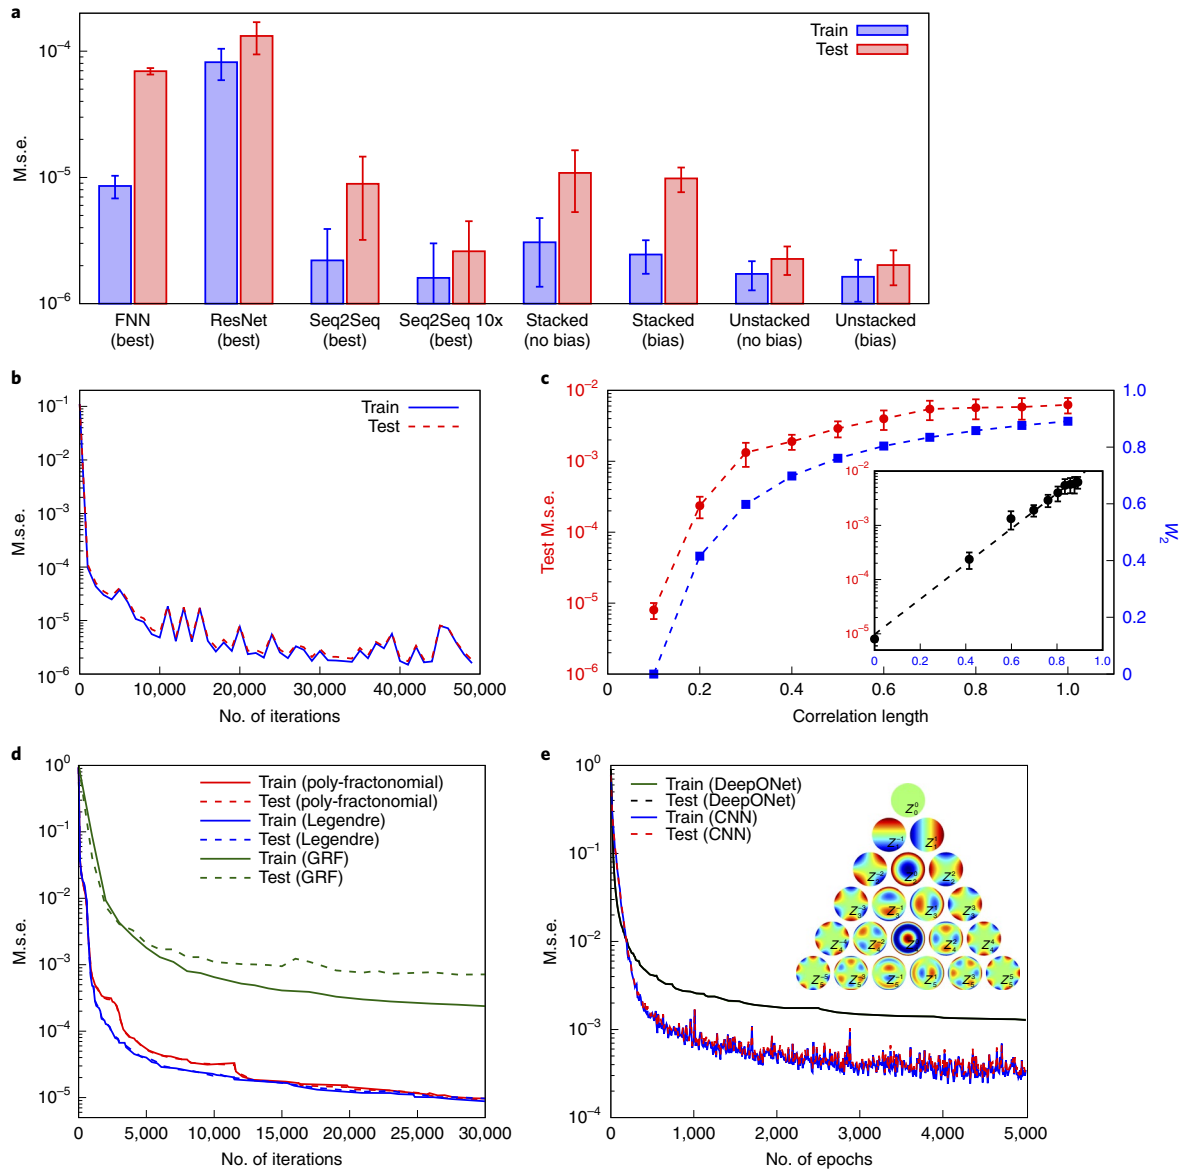 a
M.s.e.
10⁻⁴
10⁻⁵
10⁻⁶
Train
Test
FNN
(best)
ResNet
(best)
Seq2Seq
(best)
Seq2Seq 10x
(best)
Stacked
(no bias)
Stacked
(bias)
Unstacked
(no bias)
Unstacked
(bias)
b
M.s.e.
10⁻¹
10⁻²
10⁻³
10⁻⁴
10⁻⁵
10⁻⁶
Train
Test
0 10,000 20,000 30,000 40,000 50,000
No. of iterations
c
Test M.s.e.
10⁻²
10⁻³
10⁻⁴
10⁻⁵
10⁻⁶
1.0
0.8
0.6
0.4
0.2
0
W₂
10⁻²
10⁻³
10⁻⁴
10⁻⁵
0 0.2 0.4 0.6 0.8 1.0
0 0.2 0.4 0.6 0.8 1.0
Correlation length
d
M.s.e.
10⁰
10⁻¹
10⁻²
10⁻³
10⁻⁴
10⁻⁵
Train (poly-fractonomial)
Test (poly-fractonomial)
Train (Legendre)
Test (Legendre)
Train (GRF)
Test (GRF)
0 5,000 10,000 15,000 20,000 25,000 30,000
No. of iterations
e
M.s.e.
10⁰
10⁻¹
10⁻²
10⁻³
10⁻⁴
Train (DeepONet)
Test (DeepONet)
Train (CNN)
Test (CNN)
Z₀⁰
0 1,000 2,000 3,000 4,000 5,000
No. of epochs